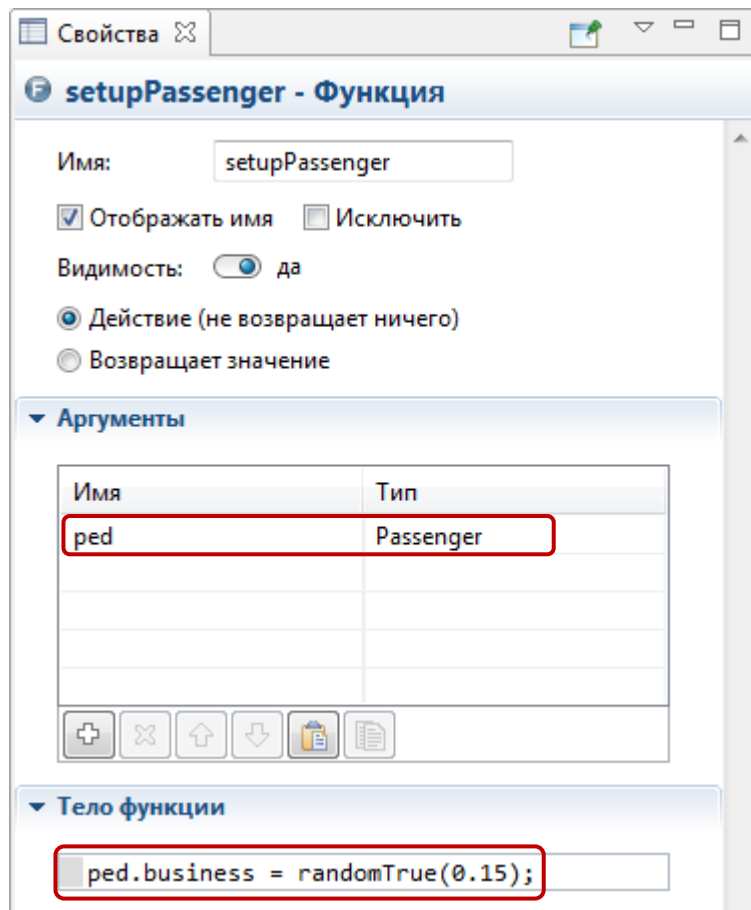 Свойства
setupPassenger - Функция
Имя: setupPassenger
Отображать имя Исключить
Видимость: да
Действие (не возвращает ничего)
Возвращает значение
Аргументы
Имя Тип
ped Passenger
Тело функции
ped.business = randomTrue(0.15);